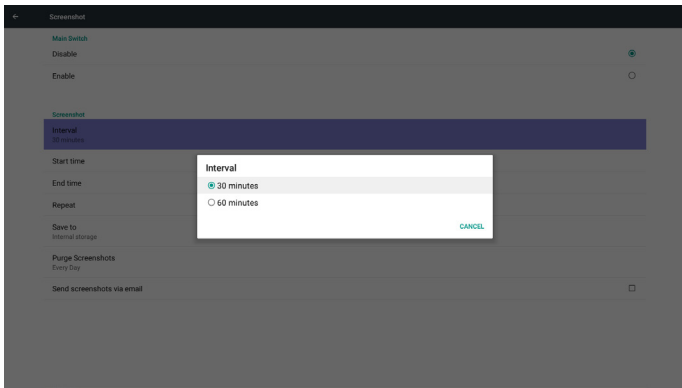 Screenshot
Main Switch
Disable
Enable
Screenshot
Interval
30 minutes
Start time
End time
Repeat
Save to
Internal storage
Purge Screenshots
Every Day
Send screenshots via email
Interval
30 minutes
60 minutes
CANCEL